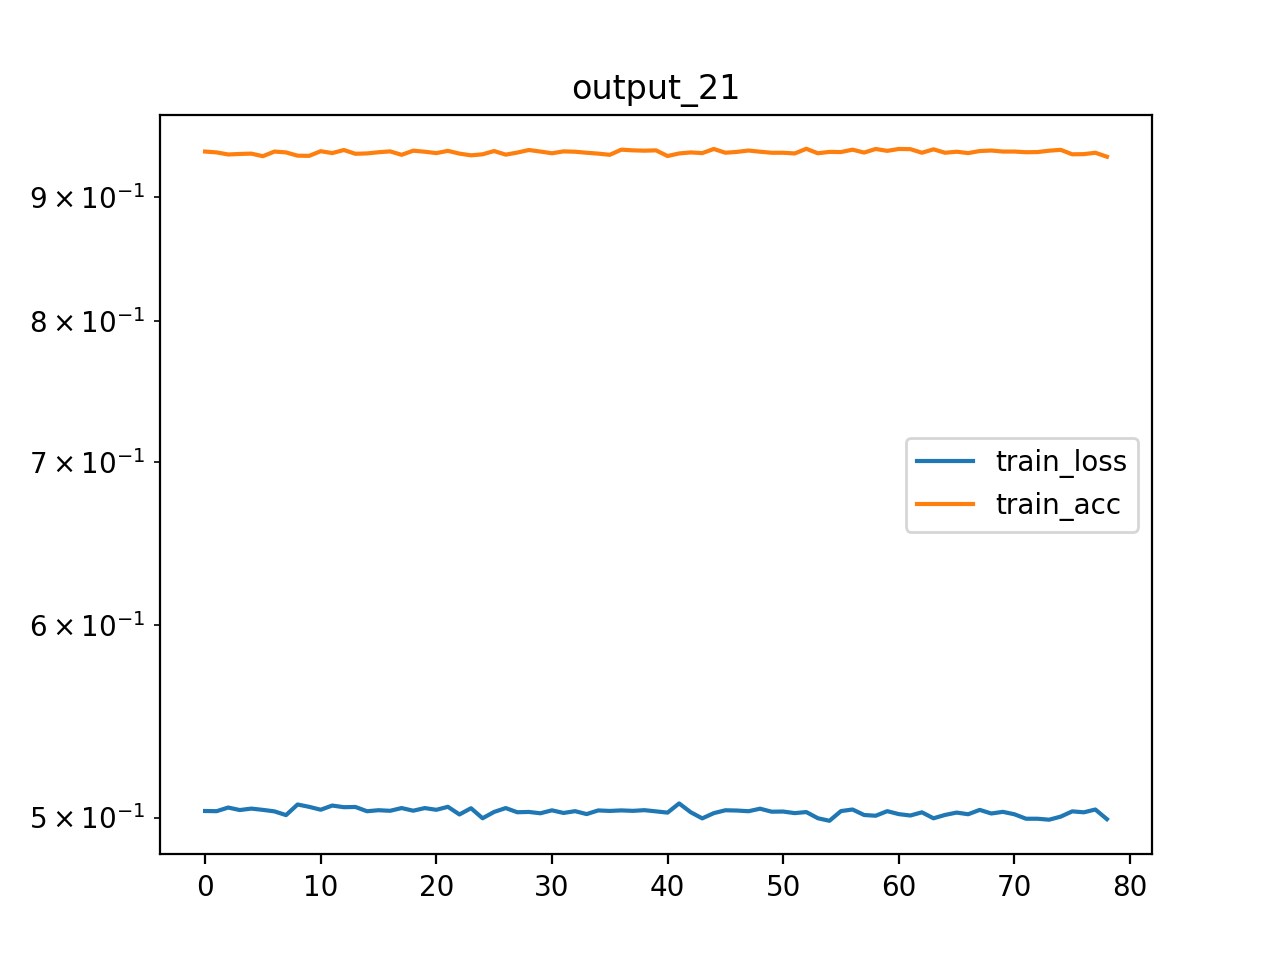 output_21
9 × 10⁻¹
8 × 10⁻¹
7 × 10⁻¹
6 × 10⁻¹
5 × 10⁻¹
train_loss
train_acc
0 10 20 30 40 50 60 70 80